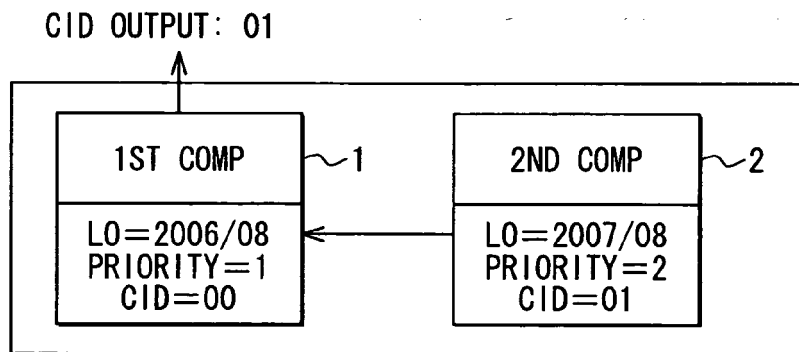 CID OUTPUT: 01
1ST COMP
1
LO=2006/08
PRIORITY=1
CID=00
2ND COMP
2
LO=2007/08
PRIORITY=2
CID=01